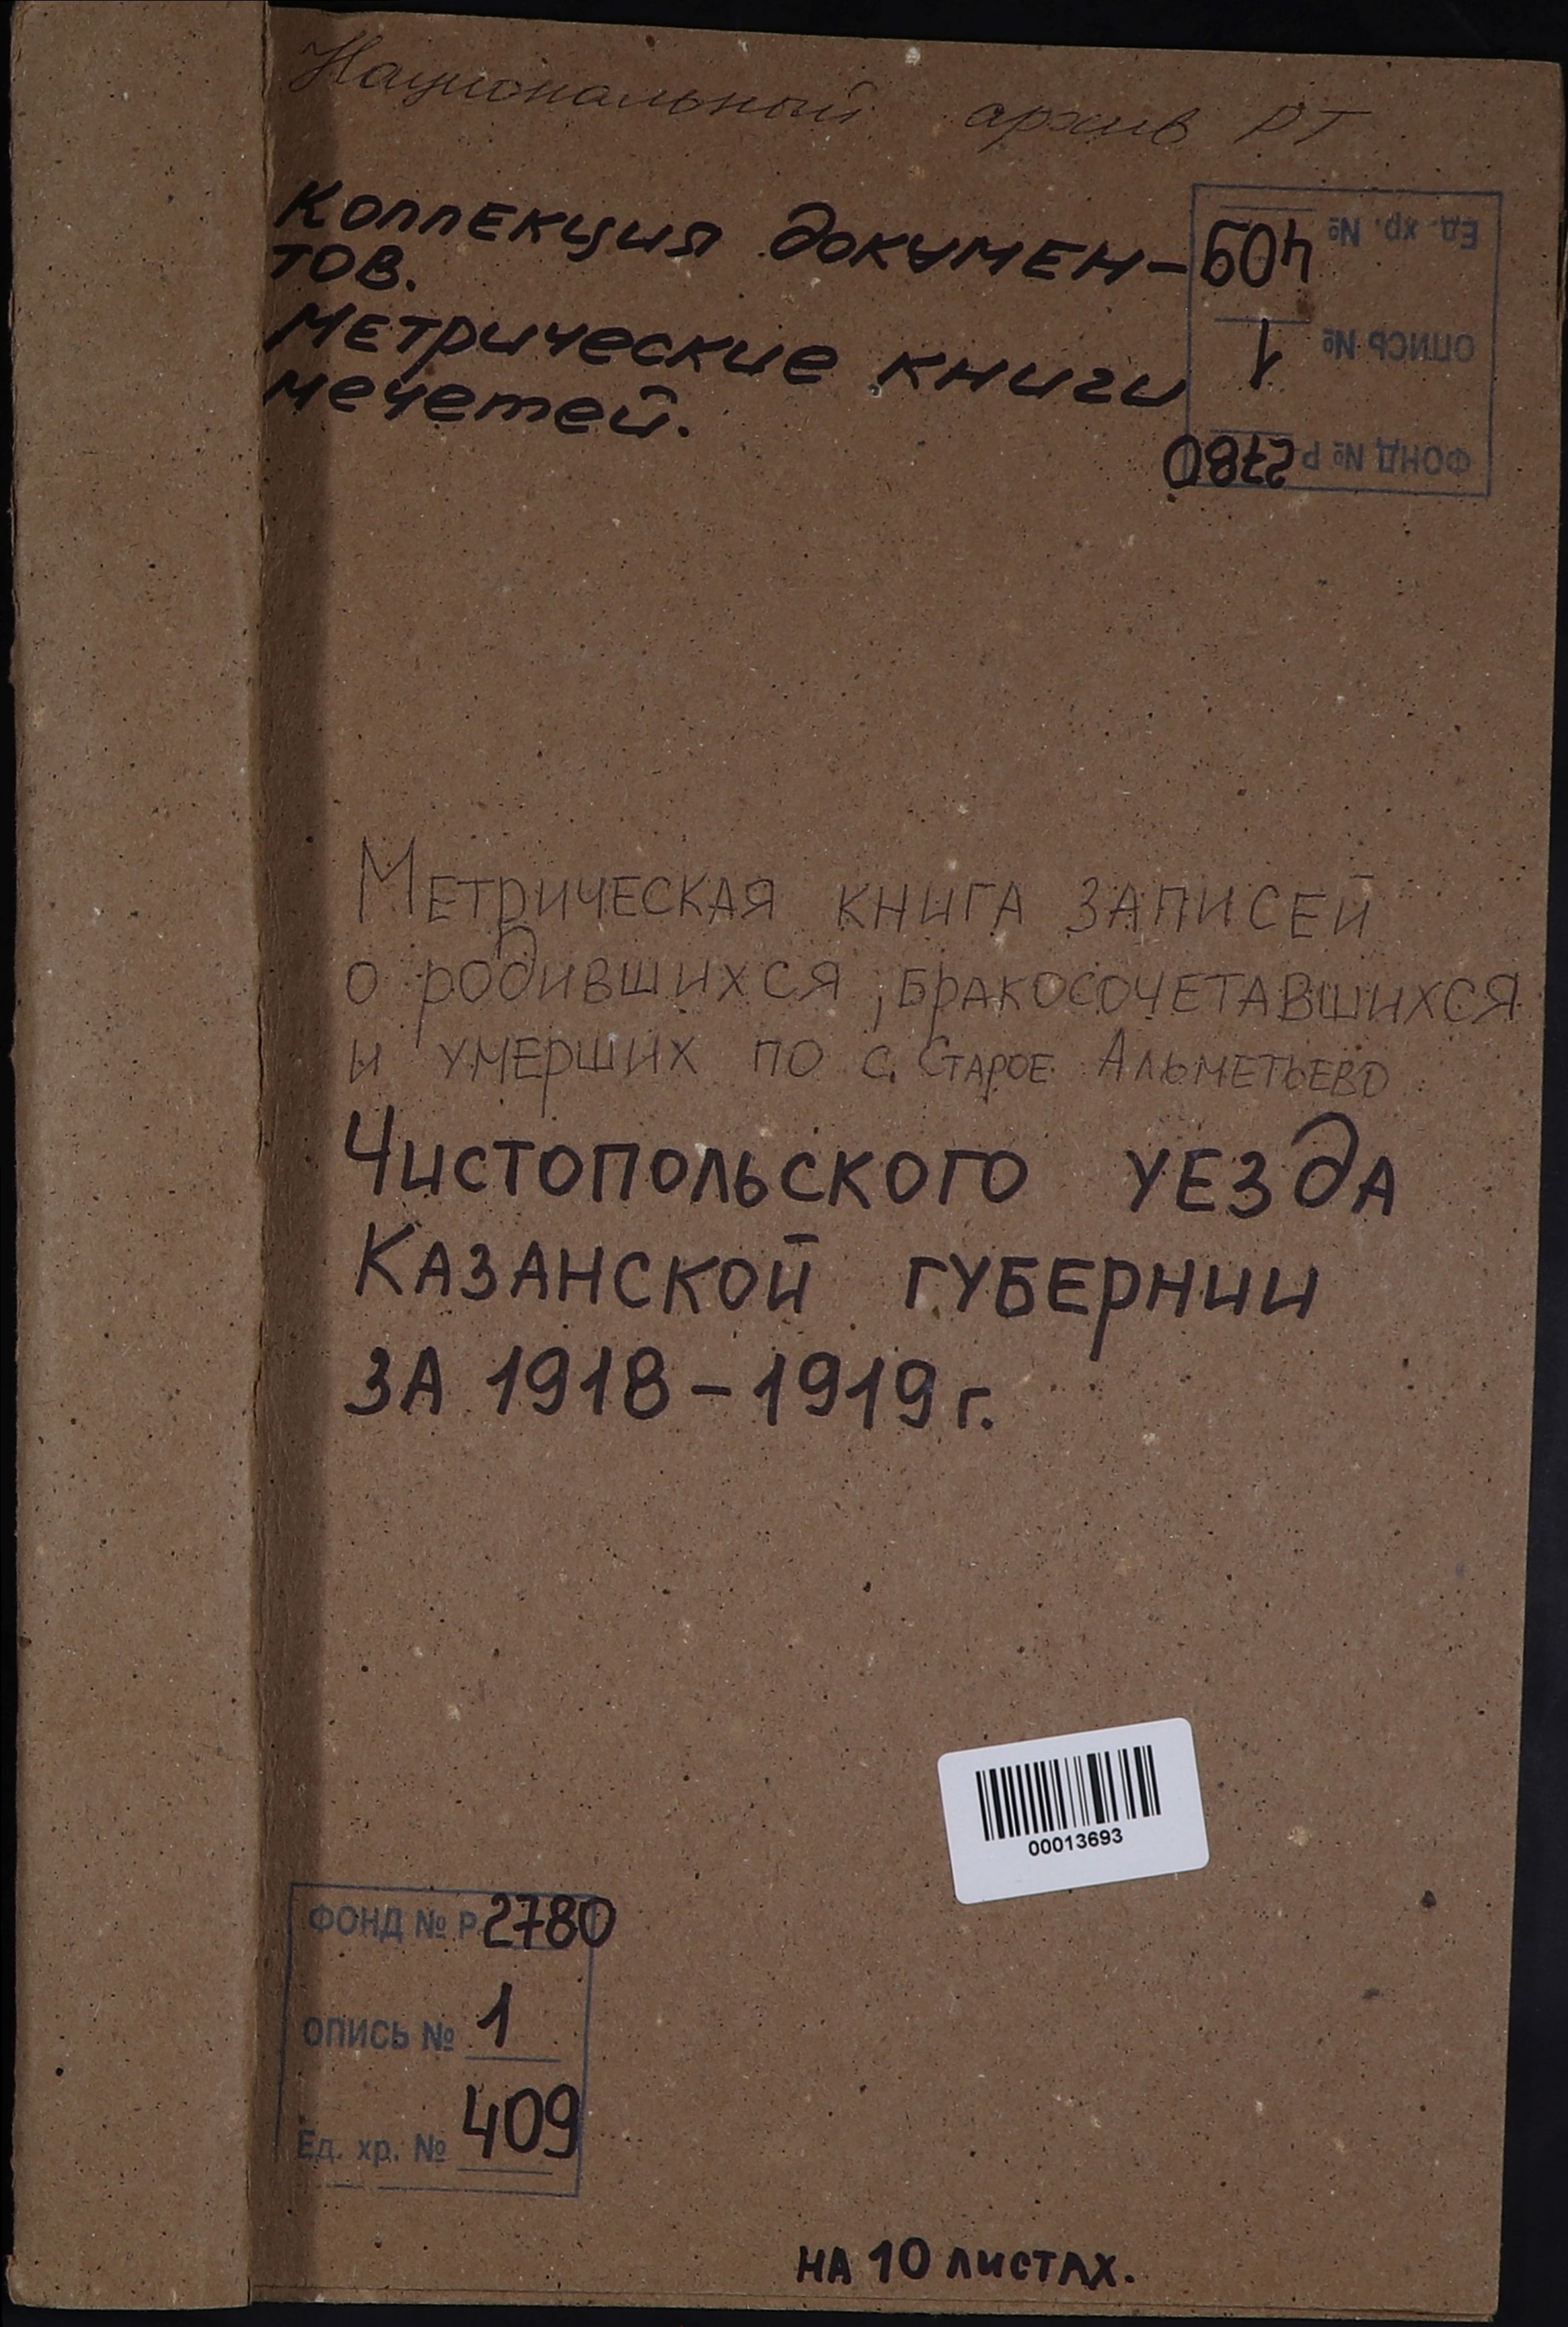 Национальный архив РТ
Коллекция докумен-
тов.
Метрические книги
мечетей.
Ед. хр. № 409
опись № 1
ФОНД № Р 2780
Метрическая книга записей
о родившихся, бракосочетавшихся
и умерших по с. Старое Альметьево
Чистопольского уезда
Казанской губернии
за 1918-1919 г.
00013693
ФОНД № Р 2780
опись № 1
Ед. хр. № 409
на 10 листах.